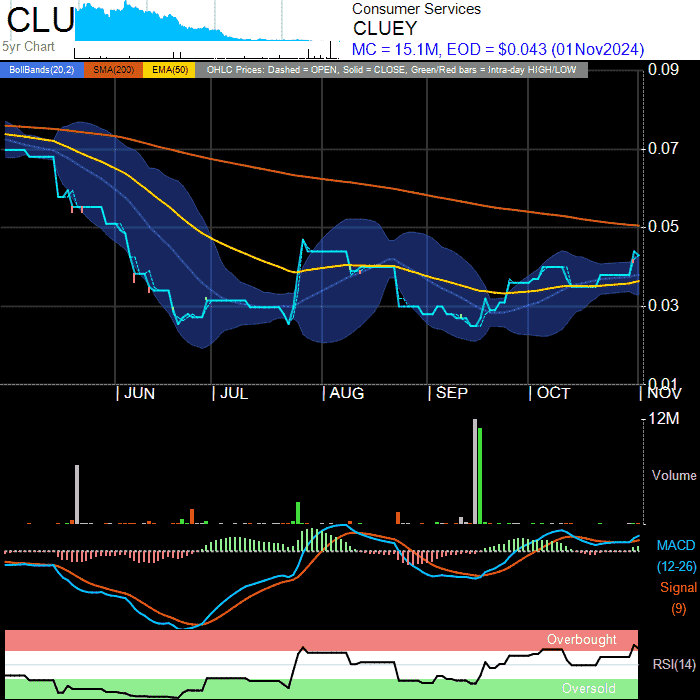 CLU
5yr Chart
Consumer Services
CLUEY
MC = 15.1M, EOD = $0.043 (01Nov2024)
BollBands(20,2) SMA(200) EMA(50) OHLC Prices: Dashed = OPEN, Solid = CLOSE, Green/Red bars = Intra-day HIGH/LOW
0.09
0.07
0.05
0.03
0.01
JUN JUL AUG SEP OCT NOV
12M
Volume
MACD
(12-26)
Signal
(9)
Overbought
RSI(14)
Oversold